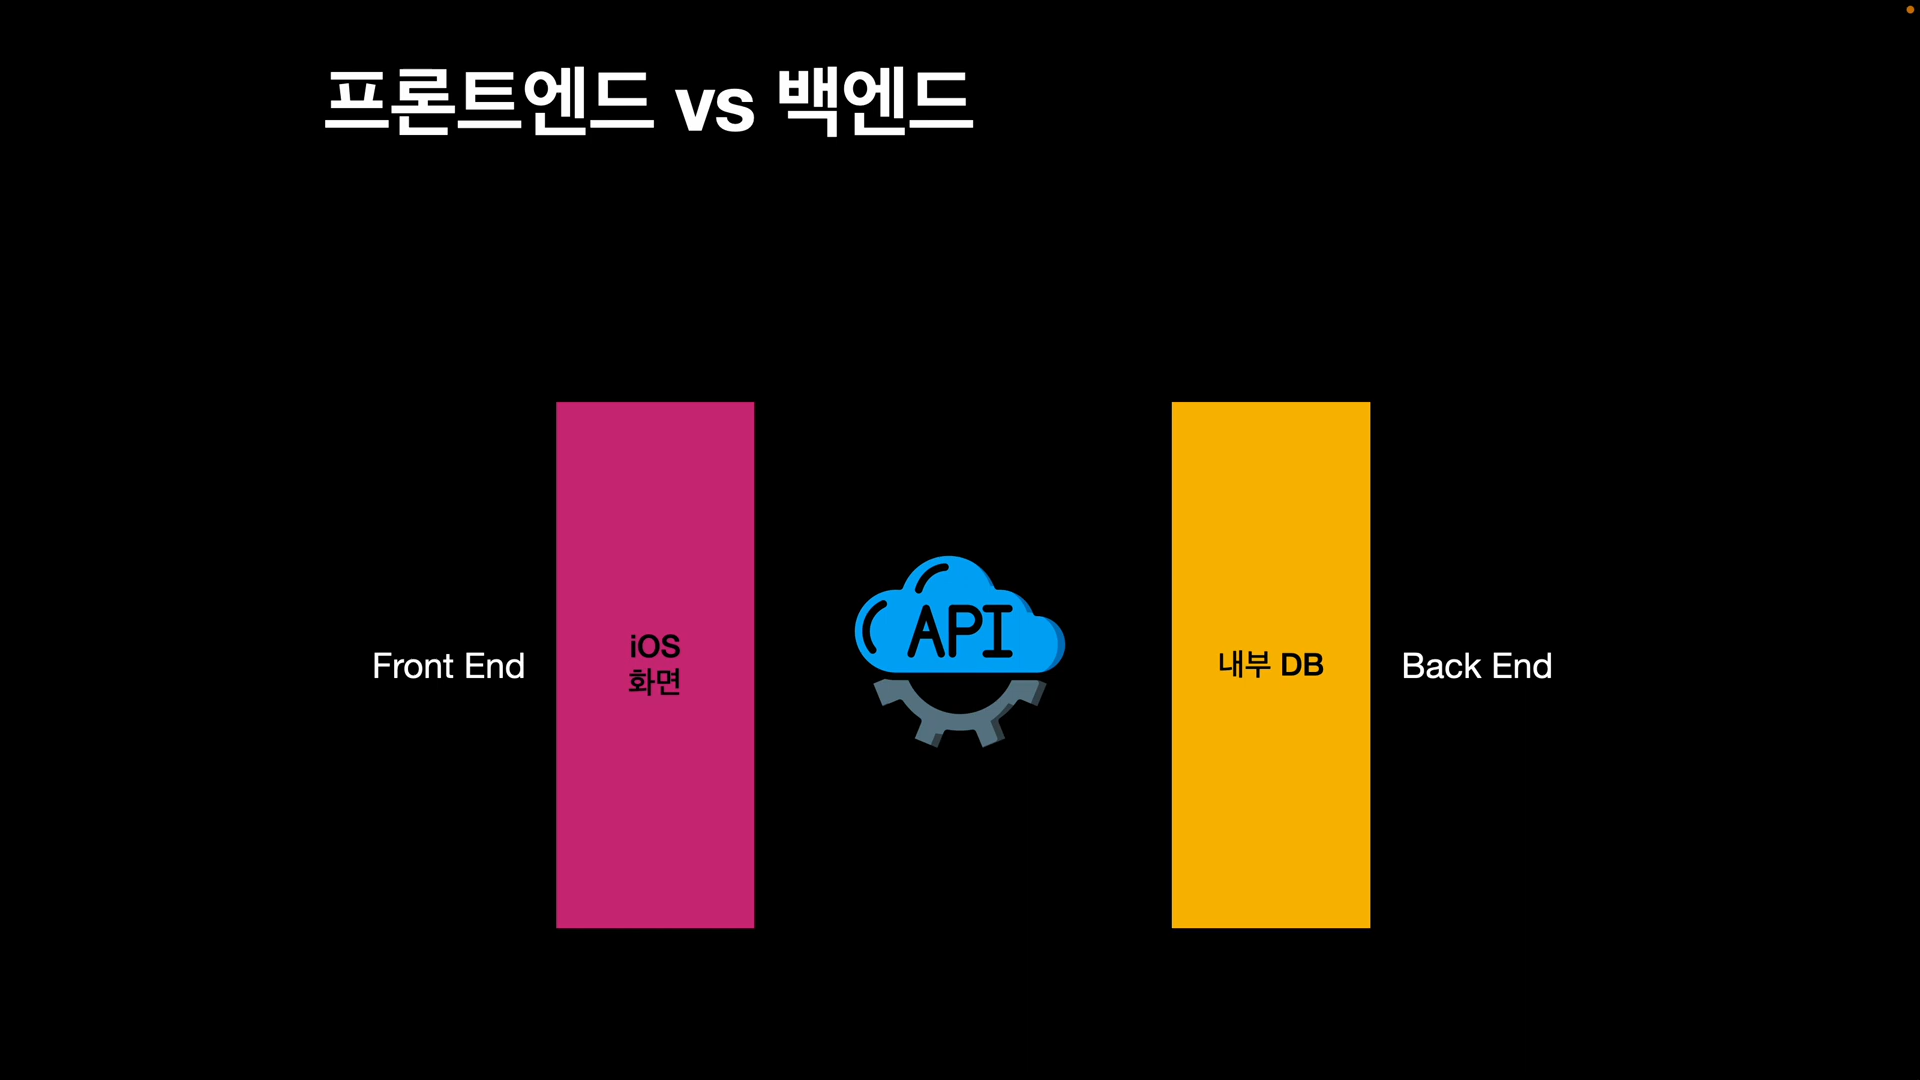 프론트엔드 vs 백엔드
Front End
iOS
화면
API
내부 DB
Back End